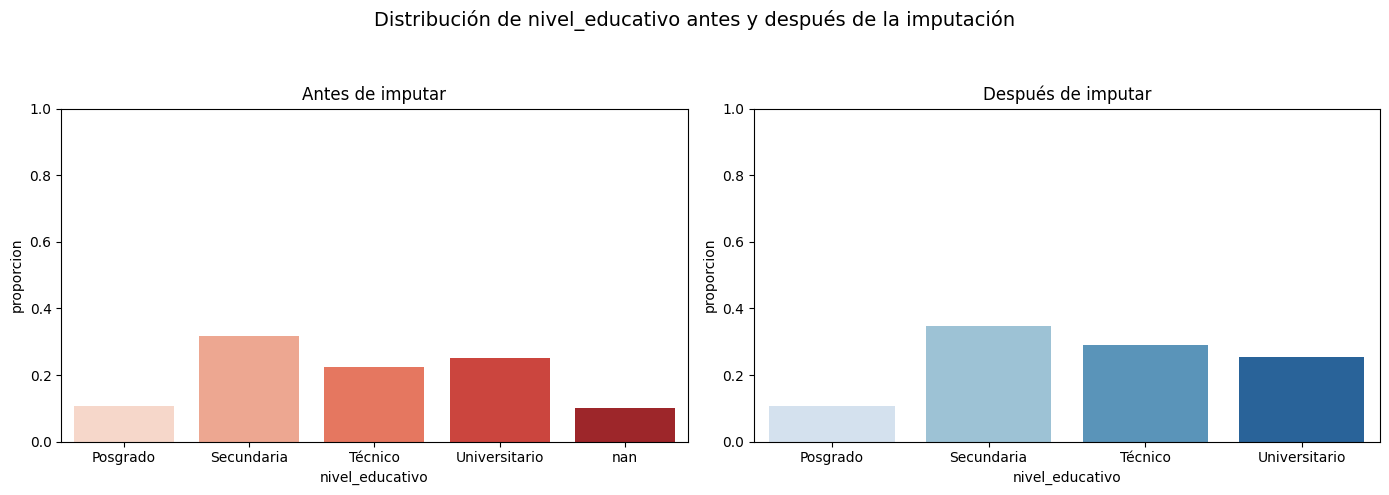 Distribución de nivel_educativo antes y después de la imputación
Antes de imputar
1.0
0.8
0.6
0.4
0.2
0.0
proporcion
Posgrado Secundaria Técnico Universitario nan
nivel_educativo
Después de imputar
1.0
0.8
0.6
0.4
0.2
0.0
proporcion
Posgrado Secundaria Técnico Universitario
nivel_educativo